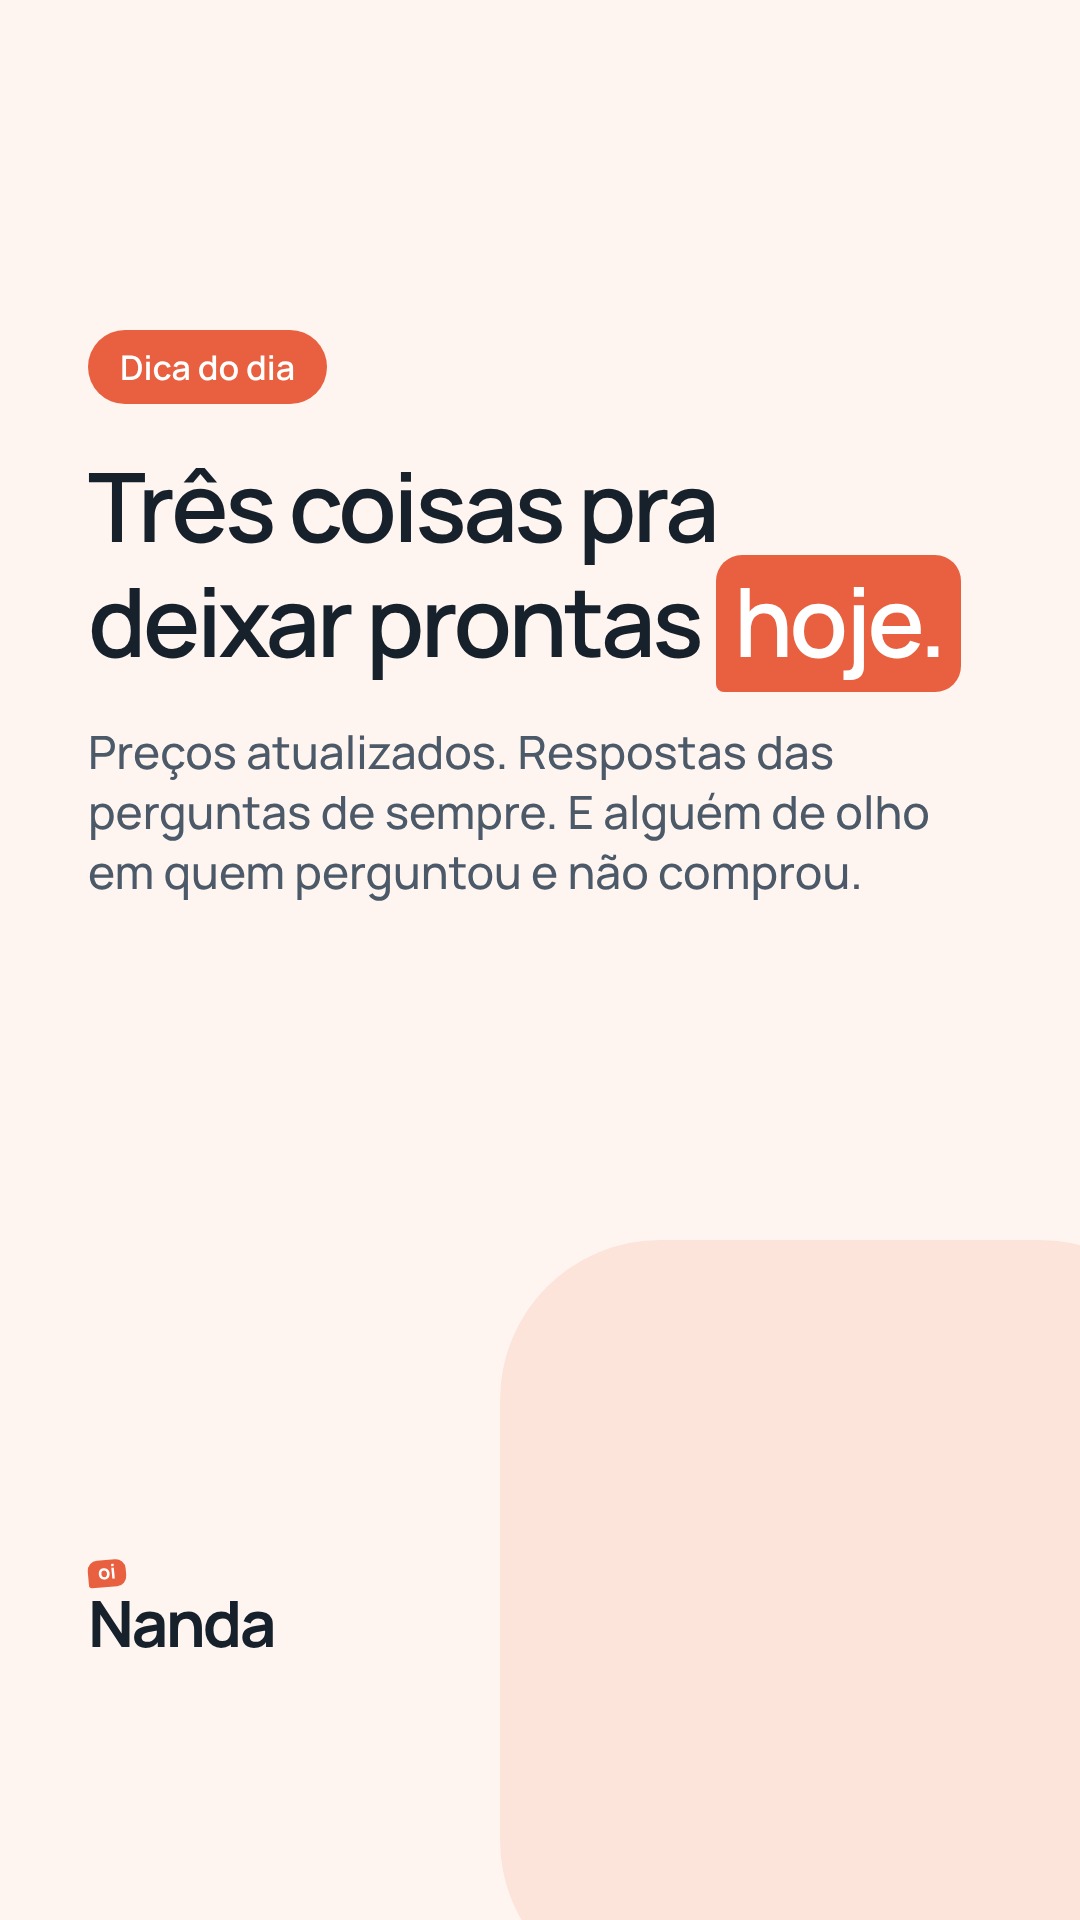 Dica do dia
Três coisas pra
deixar prontas hoje.
Preços atualizados. Respostas das
perguntas de sempre. E alguém de olho
em quem perguntou e não comprou.
oi
Nanda